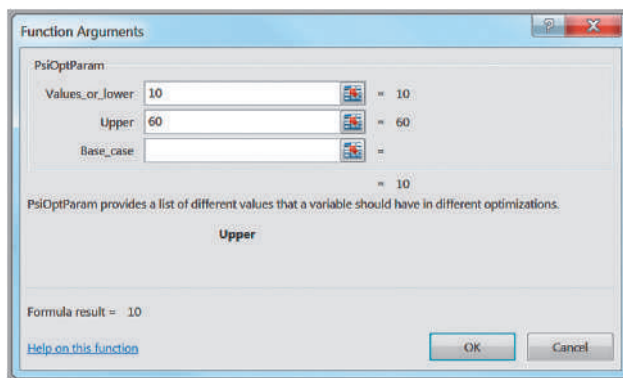 Function Arguments
PsiOptParam
Values_or_lower 10 = 10
Upper 60 = 60
Base_case =
= 10
PsiOptParam provides a list of different values that a variable should have in different optimizations.
Upper
Formula result = 10
Help on this function OK Cancel